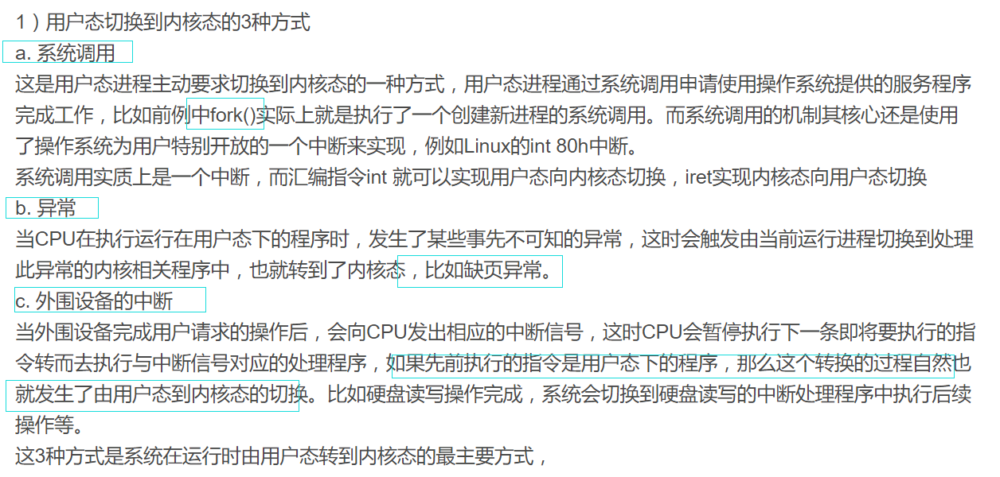 1）用户态切换到内核态的3种方式
a. 系统调用
这是用户态进程主动要求切换到内核态的一种方式，用户态进程通过系统调用申请使用操作系统提供的服务程序
完成工作，比如前例中fork()实际上就是执行了一个创建新进程的系统调用。而系统调用的机制其核心还是使用
了操作系统为用户特别开放的一个中断来实现，例如Linux的int 80h中断。
系统调用实质上是一个中断，而汇编指令int 就可以实现用户态向内核态切换，iret实现内核态向用户态切换
b. 异常
当CPU在执行运行在用户态下的程序时，发生了某些事先不可知的异常，这时会触发由当前运行进程切换到处理
此异常的内核相关程序中，也就转到了内核态，比如缺页异常。
c. 外围设备的中断
当外围设备完成用户请求的操作后，会向CPU发出相应的中断信号，这时CPU会暂停执行下一条即将要执行的指
令转而去执行与中断信号对应的处理程序，如果先前执行的指令是用户态下的程序，那么这个转换的过程自然也
就发生了由用户态到内核态的切换。比如硬盘读写操作完成，系统会切换到硬盘读写的中断处理程序中执行后续
操作等。
这3种方式是系统在运行时由用户态转到内核态的最主要方式，